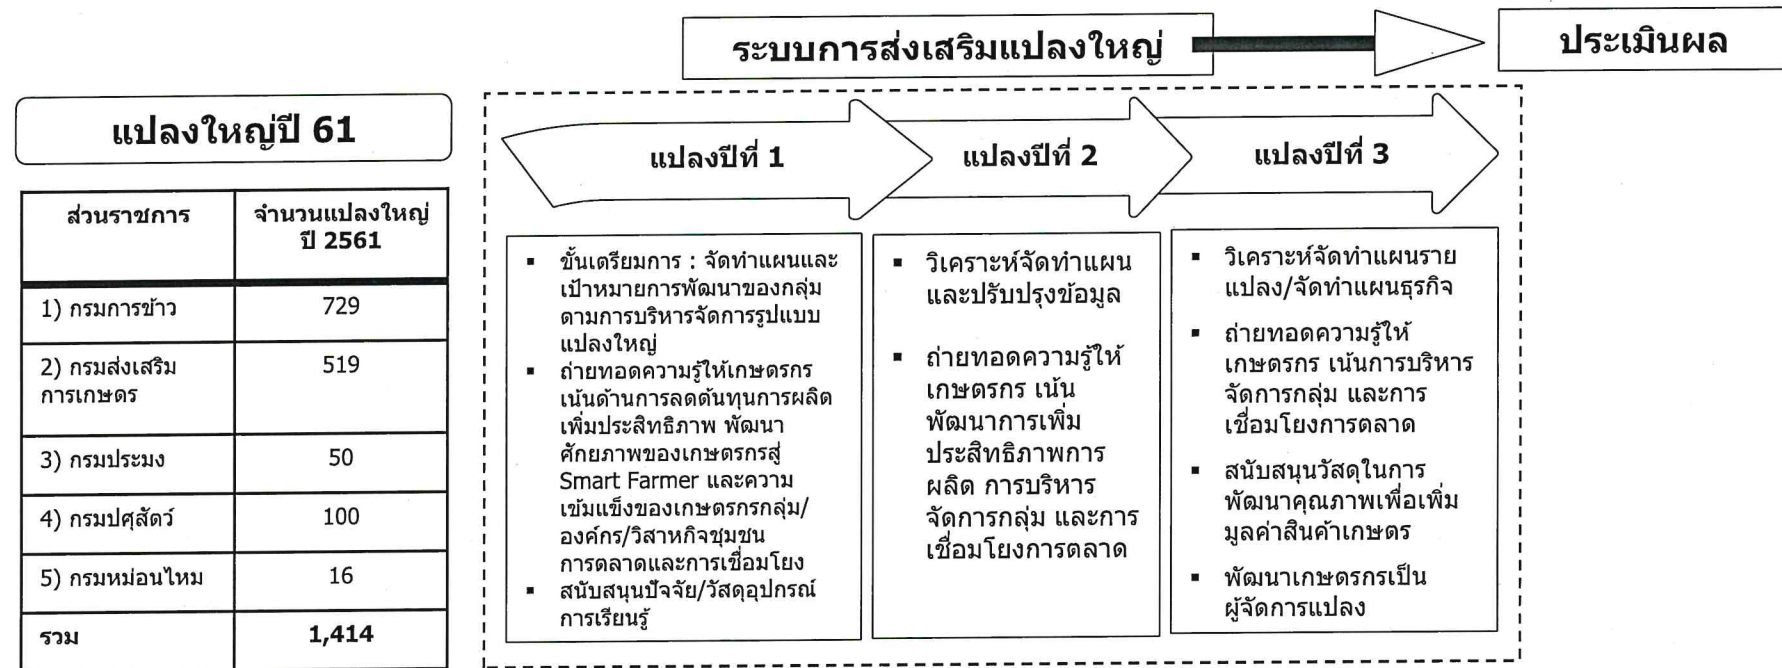 ระบบการส่งเสริมแปลงใหญ่
ประเมินผล
แปลงใหญ่ปี 61
ส่วนราชการ
จำนวนแปลงใหญ่
ปี 2561
1) กรมการข้าว
729
2) กรมส่งเสริม
การเกษตร
519
3) กรมประมง
50
4) กรมปศุสัตว์
100
5) กรมหม่อนไหม
16
รวม
1,414
แปลงปีที่ 1
▪ ขั้นเตรียมการ : จัดทำแผนและ
เป้าหมายการพัฒนาของกลุ่ม
ตามการบริหารจัดการรูปแบบ
แปลงใหญ่
▪ ถ่ายทอดความรู้ให้เกษตรกร
เน้นด้านการลดต้นทุนการผลิต
เพิ่มประสิทธิภาพ พัฒนา
ศักยภาพของเกษตรกรสู่
Smart Farmer และความ
เข้มแข็งของเกษตรกรกลุ่ม/
องค์กร/วิสาหกิจชุมชน
การตลาดและการเชื่อมโยง
▪ สนับสนุนปัจจัย/วัสดุอุปกรณ์
การเรียนรู้
แปลงปีที่ 2
▪ วิเคราะห์จัดทำแผน
และปรับปรุงข้อมูล
▪ ถ่ายทอดความรู้ให้
เกษตรกร เน้น
พัฒนาการเพิ่ม
ประสิทธิภาพการ
ผลิต การบริหาร
จัดการกลุ่ม และการ
เชื่อมโยงการตลาด
แปลงปีที่ 3
▪ วิเคราะห์จัดทำแผนราย
แปลง/จัดทำแผนธุรกิจ
▪ ถ่ายทอดความรู้ให้
เกษตรกร เน้นการบริหาร
จัดการกลุ่ม และการ
เชื่อมโยงการตลาด
▪ สนับสนุนวัสดุในการ
พัฒนาคุณภาพเพื่อเพิ่ม
มูลค่าสินค้าเกษตร
▪ พัฒนาเกษตรกรเป็น
ผู้จัดการแปลง